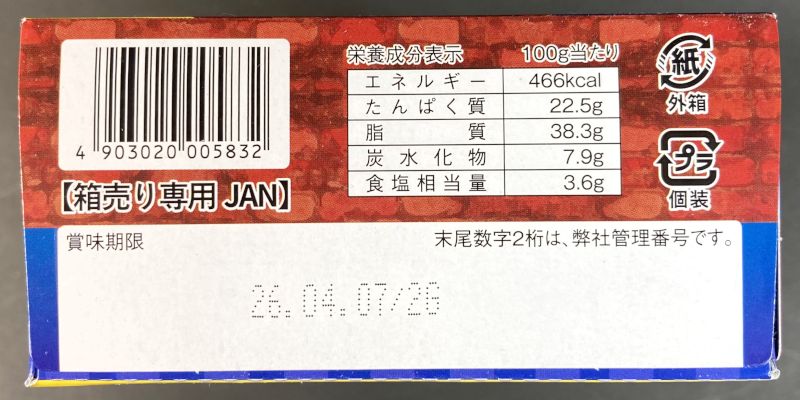 4 903020 005832
【箱売り専用 JAN】
栄養成分表示 100g当たり
エネルギー 466kcal
たんぱく質 22.5g
脂質 38.3g
炭水化物 7.9g
食塩相当量 3.6g
紙
外箱
プラ
個装
賞味期限
末尾数字2桁は、弊社管理番号です。
26.04.07/2G